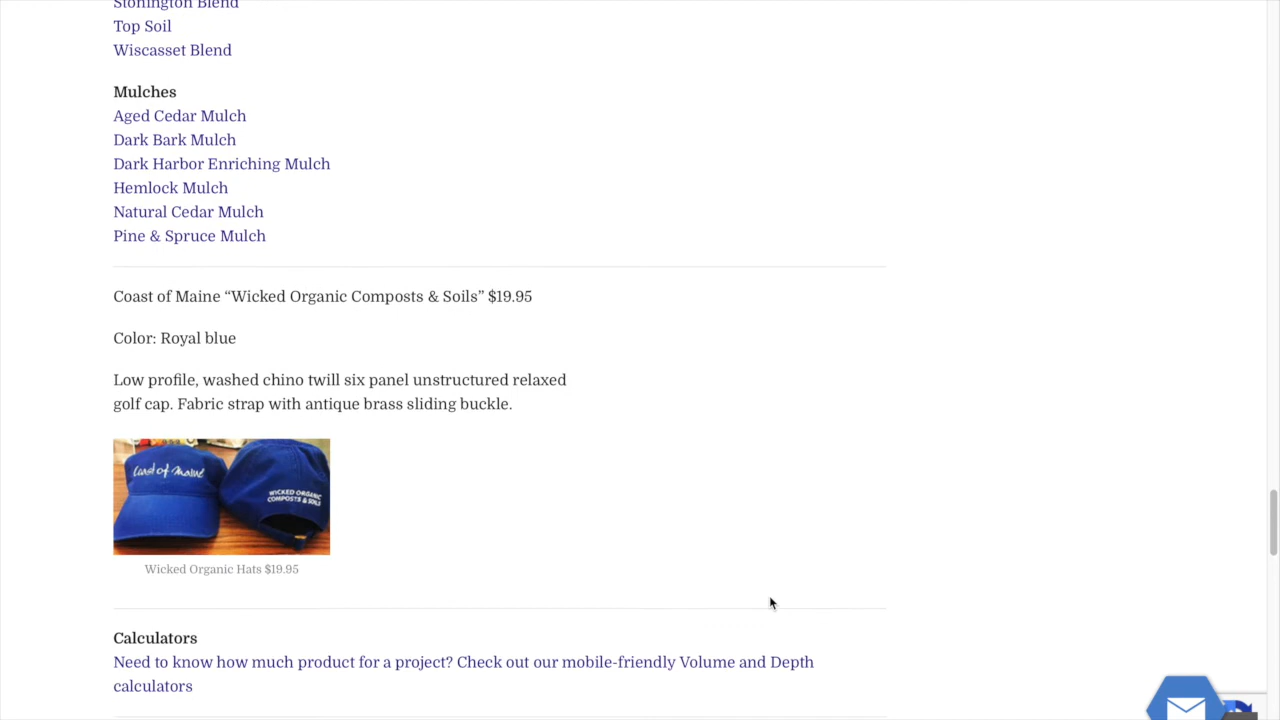 Stonington Blend
Top Soil
Wiscasset Blend
Mulches
Aged Cedar Mulch
Dark Bark Mulch
Dark Harbor Enriching Mulch
Hemlock Mulch
Natural Cedar Mulch
Pine & Spruce Mulch
Coast of Maine “Wicked Organic Composts & Soils” $19.95
Color: Royal blue
Low profile, washed chino twill six panel unstructured relaxed
golf cap. Fabric strap with antique brass sliding buckle.
Coast of Maine
WICKED ORGANIC
COMPOSTS & SOILS
Wicked Organic Hats $19.95
Calculators
Need to know how much product for a project? Check out our mobile-friendly Volume and Depth
calculators